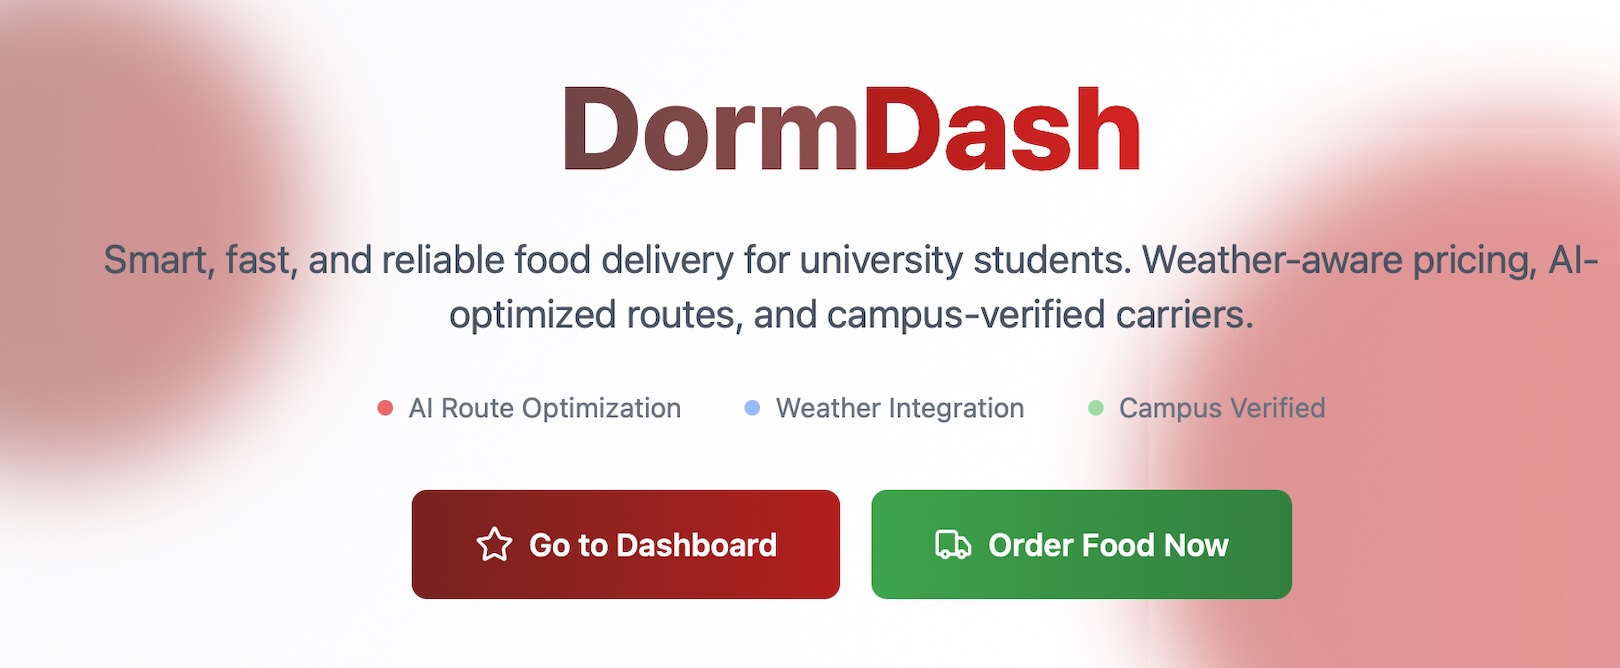 DormDash
Smart, fast, and reliable food delivery for university students. Weather-aware pricing, AI-
optimized routes, and campus-verified carriers.
AI Route Optimization
Weather Integration
Campus Verified
Go to Dashboard
Order Food Now